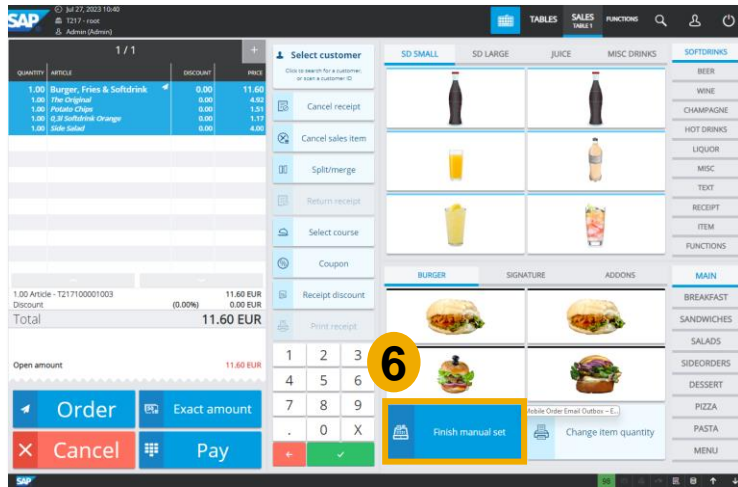 SAP
Jul 27, 2023 10:40
T217 - root
Admin (Admin)
TABLES
SALES
TABLE 1
FUNCTIONS
1 / 1
+
QUANTITY ARTICLE DISCOUNT PRICE
1.00 Burger, Fries & Softdrink 0.00 11.60
1.00 The Original 0.00 4.92
1.00 Potato Chips 0.00 1.51
1.00 0,3l Softdrink Orange 0.00 1.17
1.00 Side Salad 0.00 4.00
1.00 Article - T217100001003 11.60 EUR
Discount (0.00%) 0.00 EUR
Total 11.60 EUR
Open amount 11.60 EUR
Order
Exact amount
Cancel
Pay
Select customer
Click to search for a customer,
or scan a customer ID
Cancel receipt
Cancel sales item
Split/merge
Return receipt
Select course
Coupon
Receipt discount
Print receipt
1 2 3
4 5 6
7 8 9
. 0 X
SD SMALL SD LARGE JUICE MISC DRINKS
BURGER SIGNATURE ADDONS
6
Finish manual set
Mobile Order Email Outbox – E...
Change item quantity
SOFTDRINKS
BEER
WINE
CHAMPAGNE
HOT DRINKS
LIQUOR
MISC
TEXT
RECEIPT
ITEM
FUNCTIONS
MAIN
BREAKFAST
SANDWICHES
SALADS
SIDEORDERS
DESSERT
PIZZA
PASTA
MENU
SAP